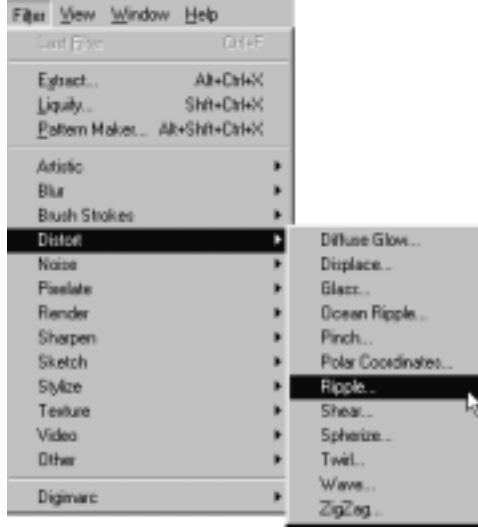 Filter View Window Help
Last Filter Ctrl+F
Extract... Alt+Ctrl+X
Liquify... Shft+Ctrl+X
Pattern Maker... Alt+Shft+Ctrl+X
Artistic
Blur
Brush Strokes
Distort
Noise
Pixelate
Render
Sharpen
Sketch
Stylize
Texture
Video
Other
Digimarc
Diffuse Glow...
Displace...
Glass...
Ocean Ripple...
Pinch...
Polar Coordinates...
Ripple...
Shear...
Spherize...
Twirl...
Wave...
ZigZag...